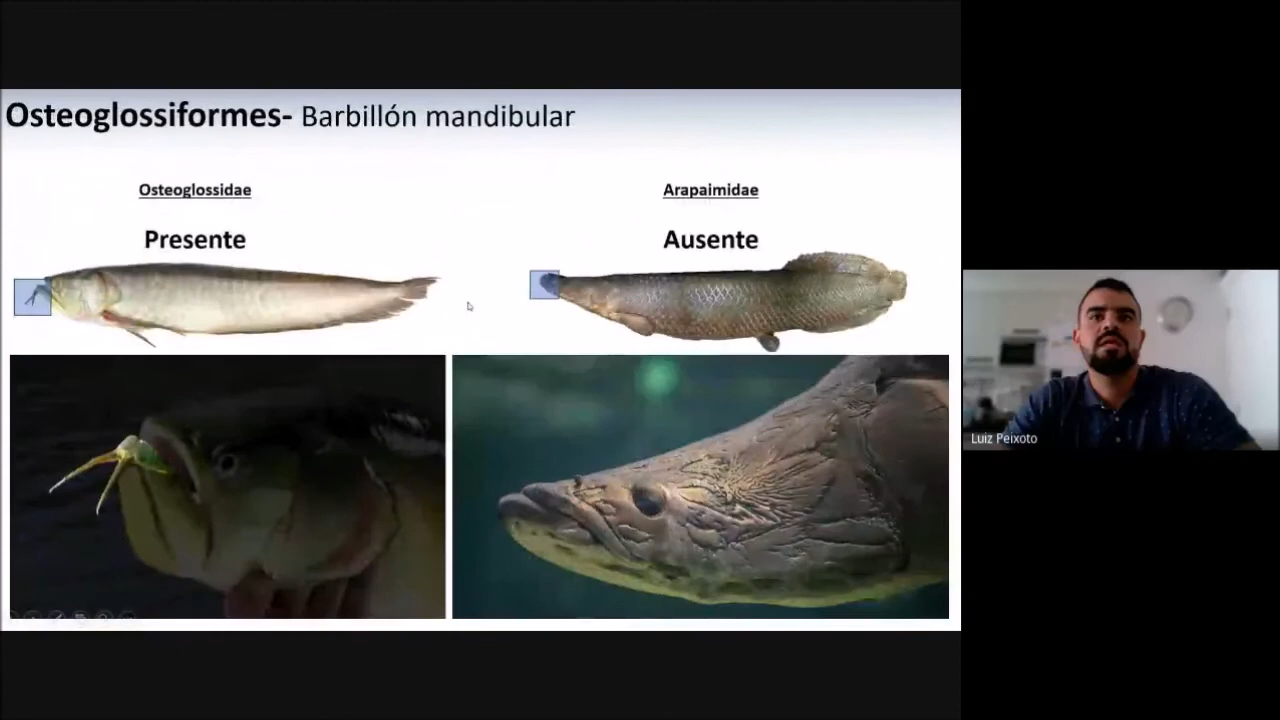 Osteoglossiformes- Barbillón mandibular
Osteoglossidae
Presente
Arapaimidae
Ausente
Luiz Peixoto